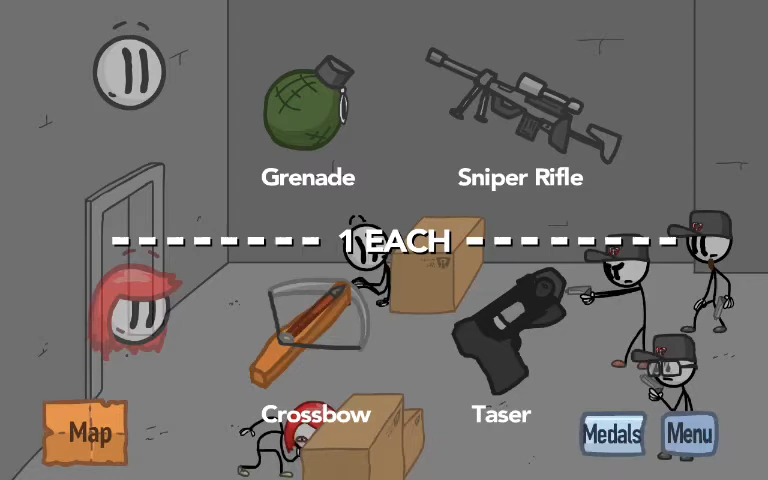 Grenade
Sniper Rifle
1 EACH
Crossbow
Taser
Map
Medals
Menu